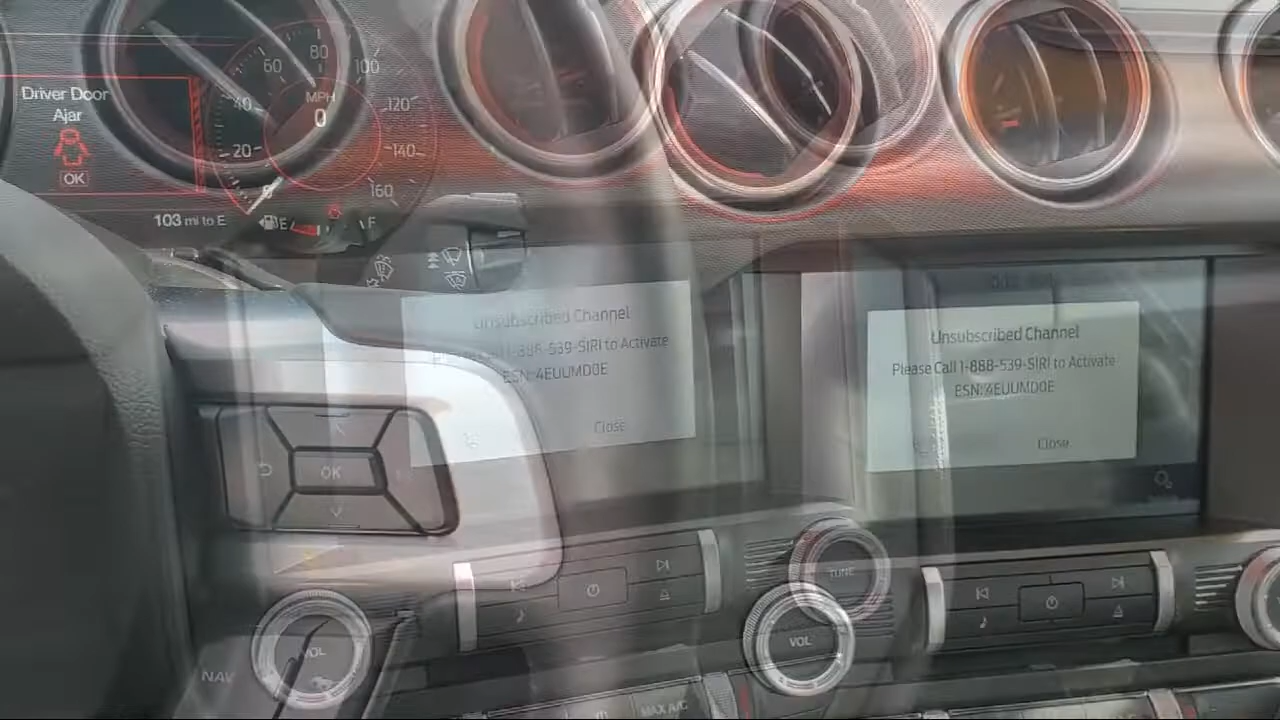 80
60
100
Driver Door
Ajar
OK
MPH
0
40
120
20
140
0
160
103 mi to E
E
F
Unsubscribed Channel
1-888-539-SIRI to Activate
ESN: 4EUUMD0E
Close
Unsubscribed Channel
Please Call 1-888-539-SIRI to Activate
ESN: 4EUUMD0E
Close
OK
TUNE
VOL
VOL
NAV
MAX A/C